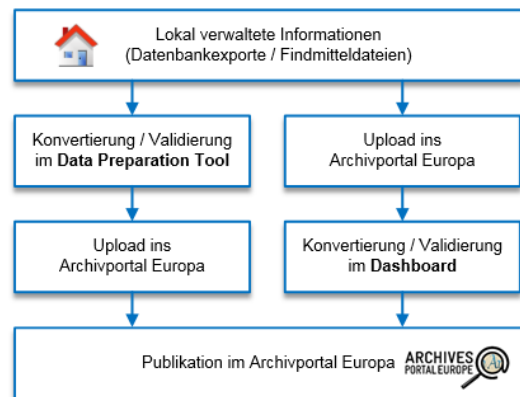 Lokal verwaltete Informationen
(Datenbankexporte / Findmitteldateien)
Konvertierung / Validierung
im Data Preparation Tool
Upload ins
Archivportal Europa
Upload ins
Archivportal Europa
Konvertierung / Validierung
im Dashboard
Publikation im Archivportal Europa
ARCHIVES
PORTAL EUROPE